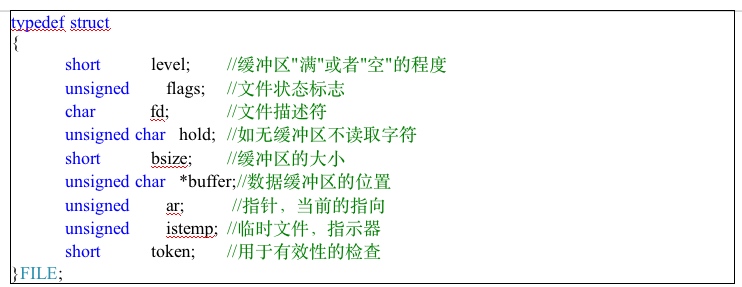 typedef struct
{
short level; //缓冲区"满"或者"空"的程度
unsigned flags; //文件状态标志
char fd; //文件描述符
unsigned char hold; //如无缓冲区不读取字符
short bsize; //缓冲区的大小
unsigned char *buffer;//数据缓冲区的位置
unsigned ar; //指针，当前的指向
unsigned istemp; //临时文件，指示器
short token; //用于有效性的检查
}FILE;